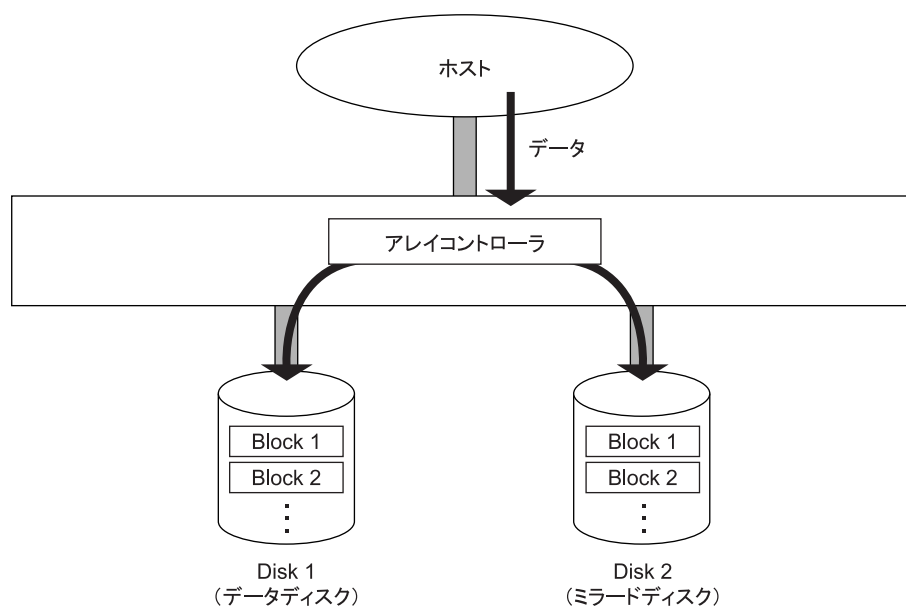 ホスト
データ
アレイコントローラ
Block 1
Block 2
Block 1
Block 2
Disk 1
（データディスク）
Disk 2
（ミラードディスク）